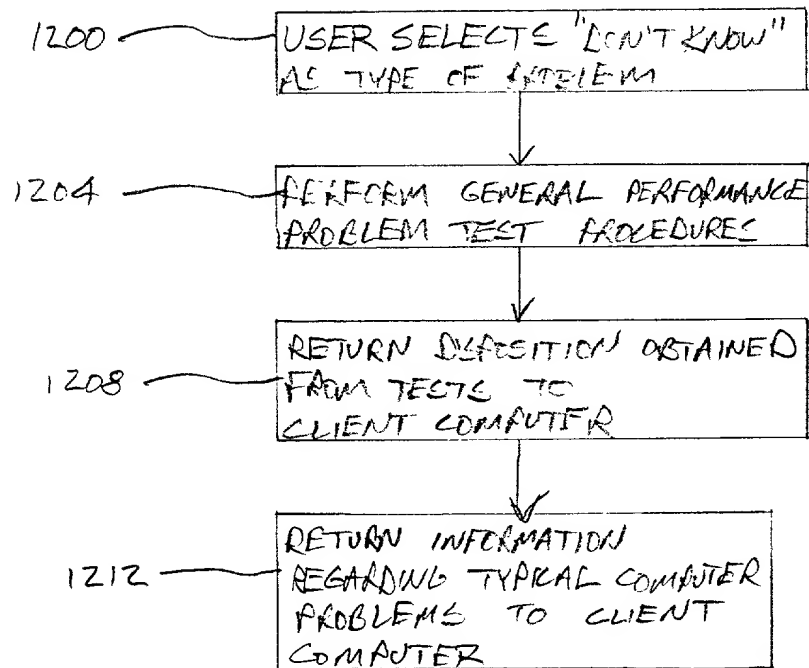 1200
USER SELECTS "DON'T KNOW"
AS TYPE OF PROBLEM
1204
PERFORM GENERAL PERFORMANCE
PROBLEM TEST PROCEDURES
1208
RETURN DISPOSITION OBTAINED
FROM TESTS TO
CLIENT COMPUTER
1212
RETURN INFORMATION
REGARDING TYPICAL COMPUTER
PROBLEMS TO CLIENT
COMPUTER